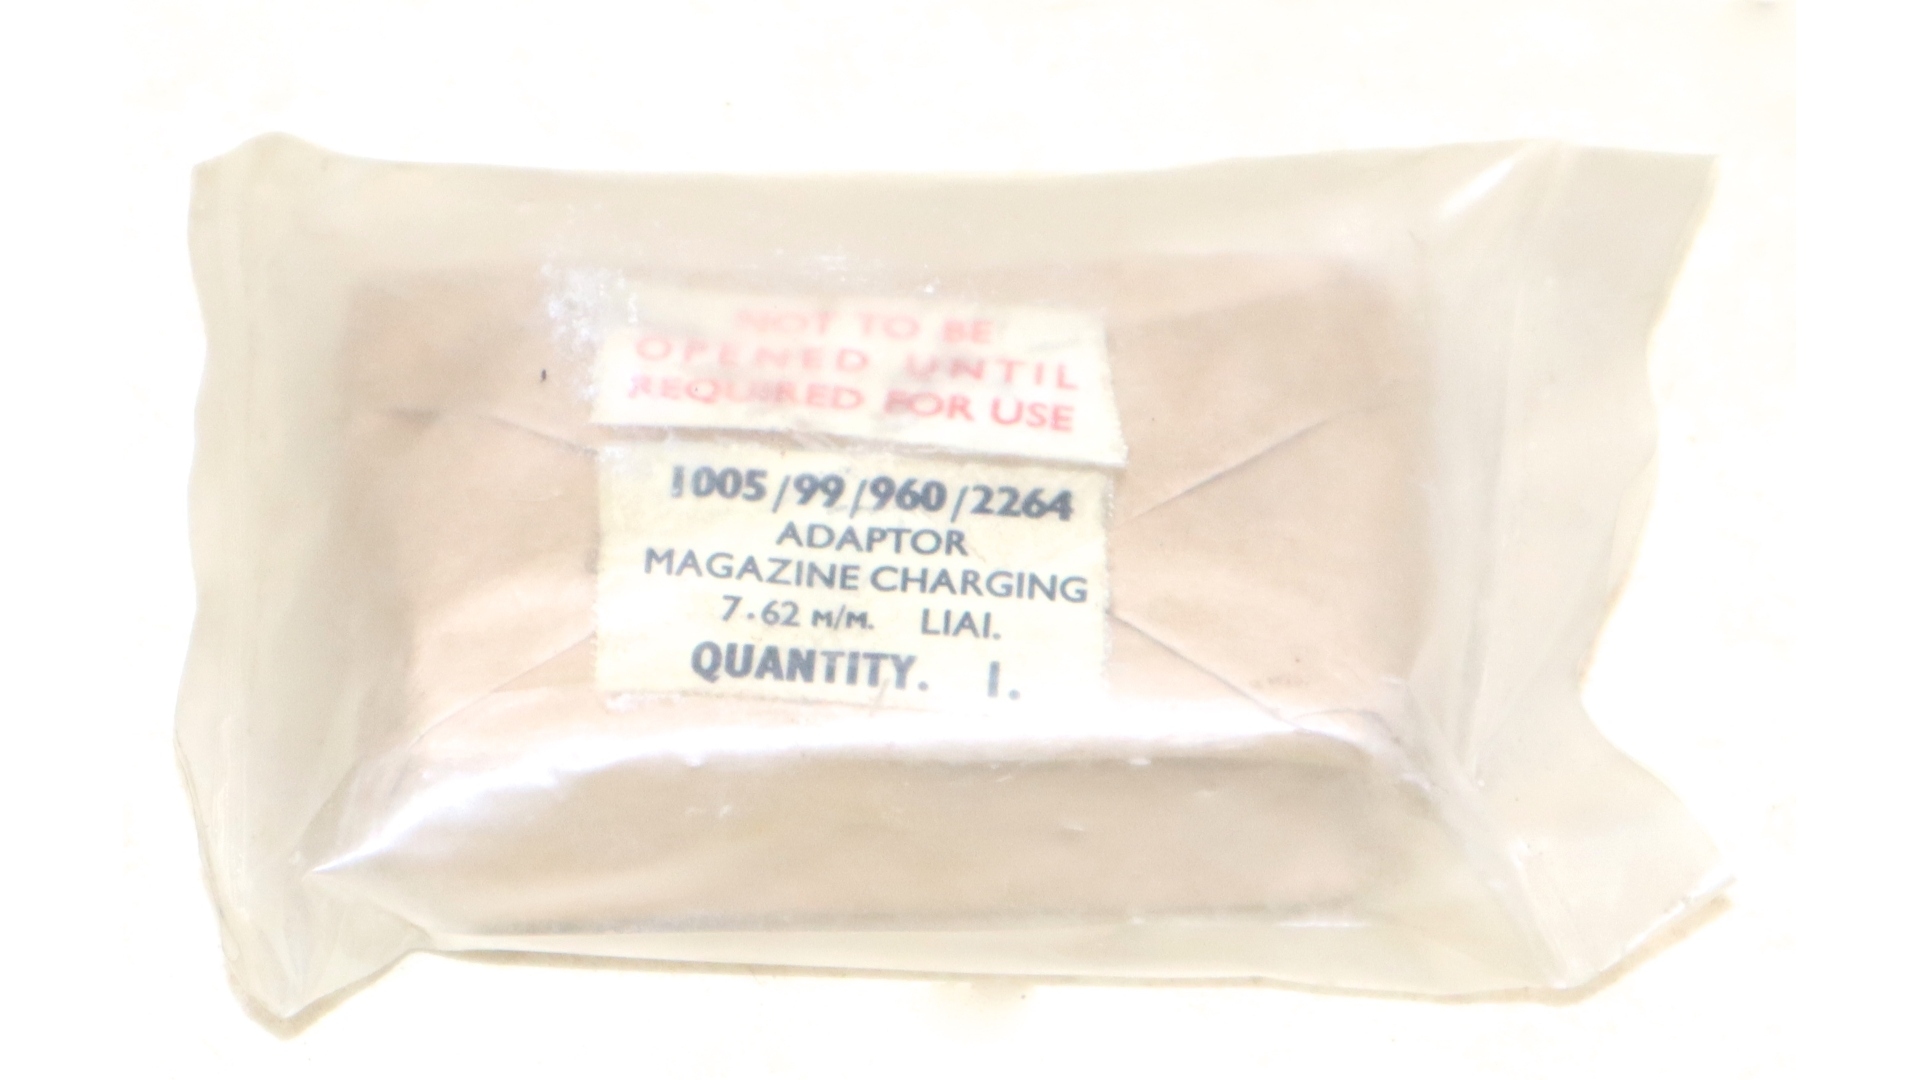 NOT TO BE
OPENED UNTIL
REQUIRED FOR USE
1005/99/960/2264
ADAPTOR
MAGAZINE CHARGING
7.62 M/M. LIAI.
QUANTITY. 1.